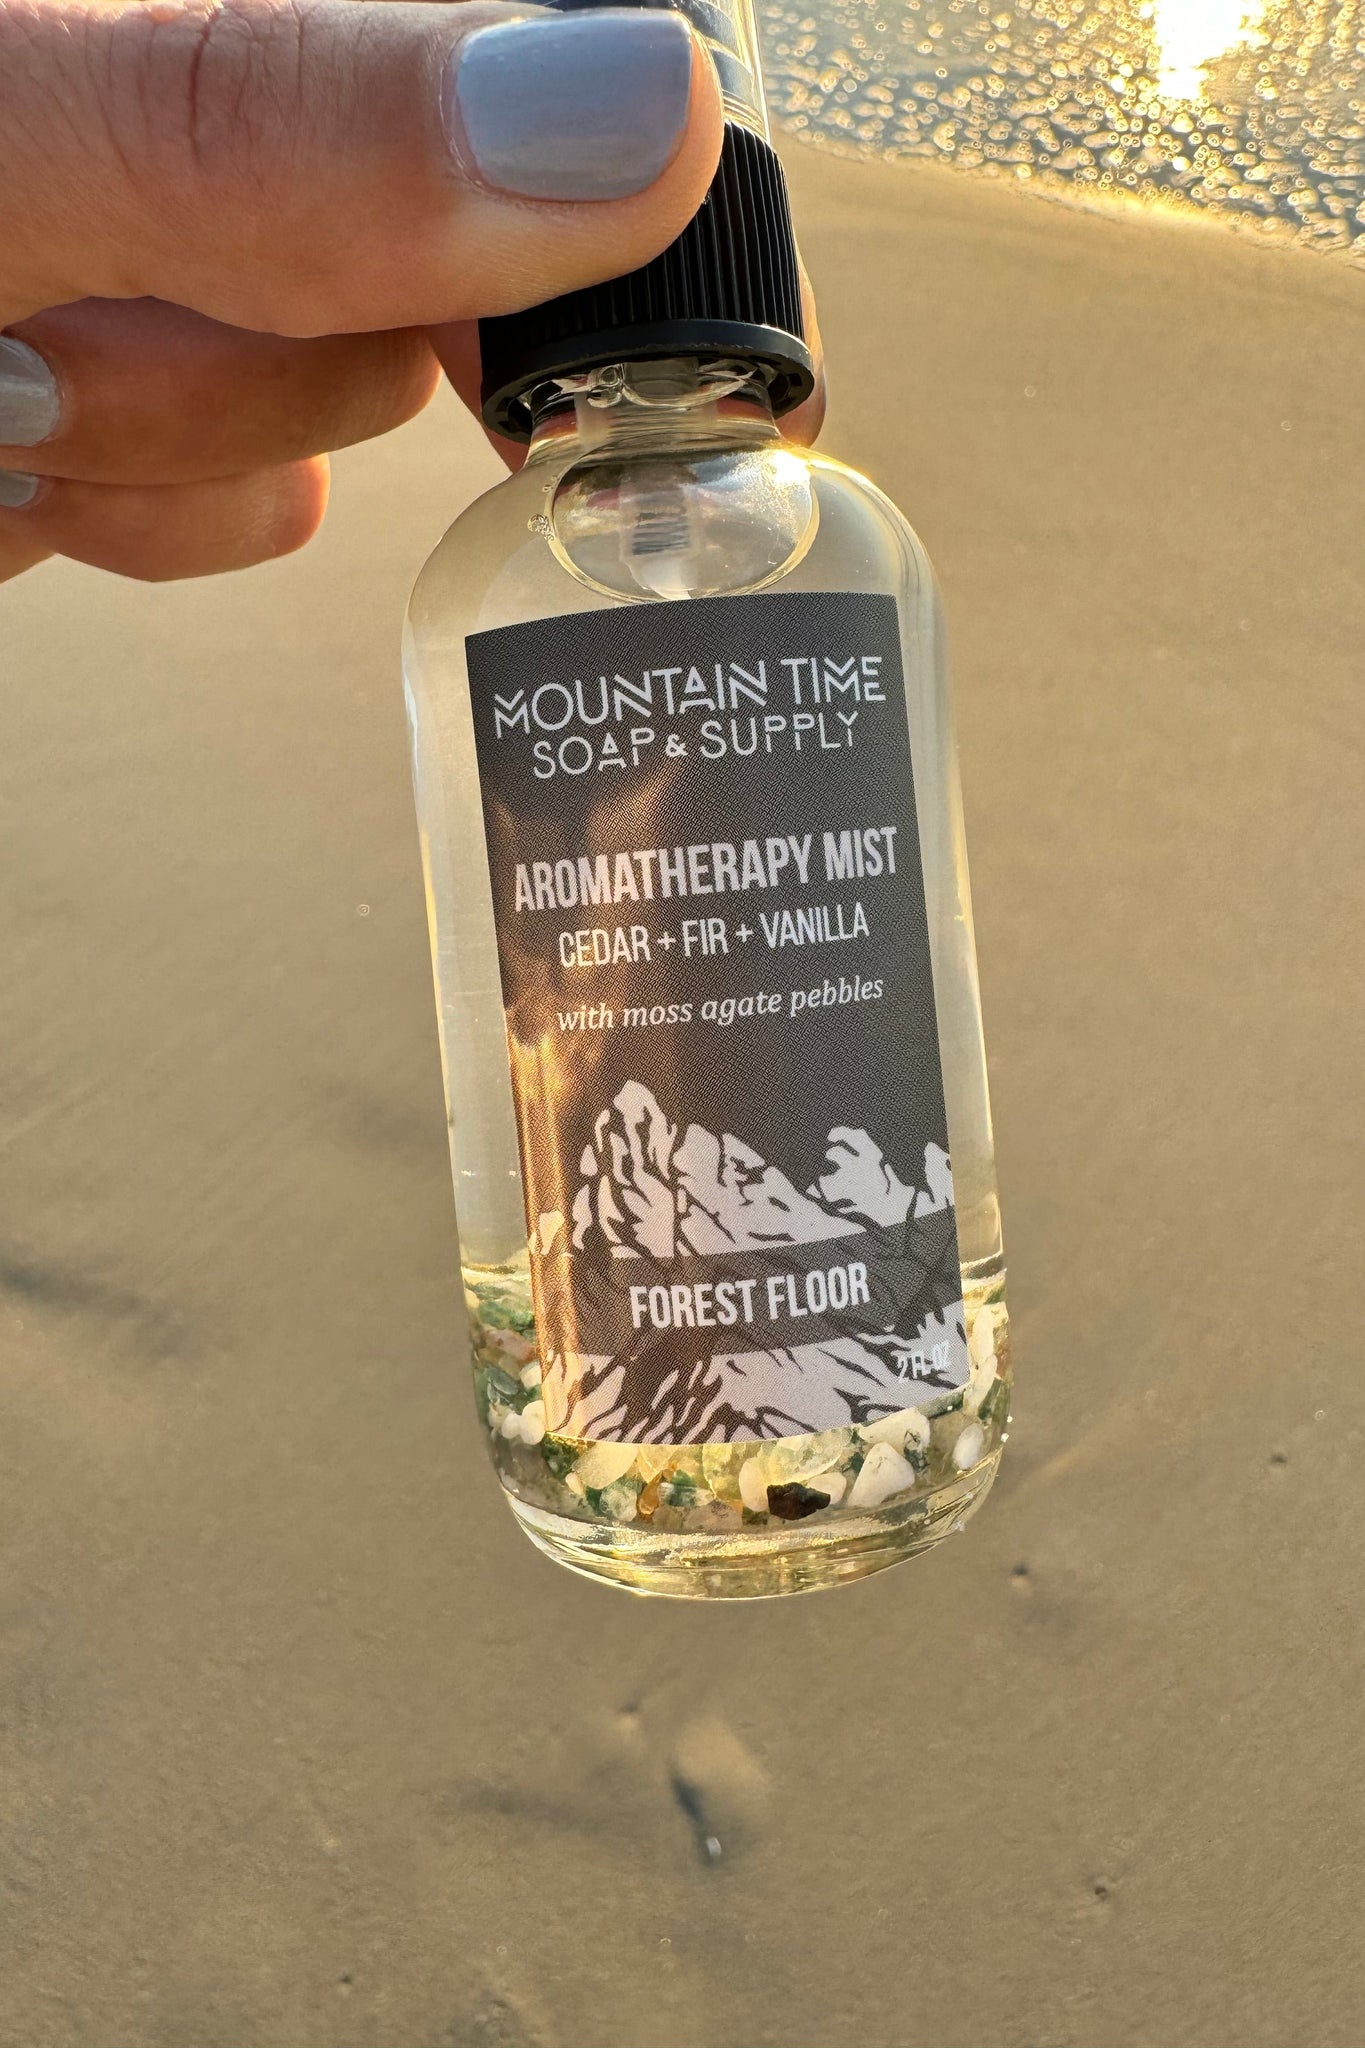 MOUNTAIN TIME
SOAP & SUPPLY
AROMATHERAPY MIST
CEDAR + FIR + VANILLA
with moss agate pebbles
FOREST FLOOR
2 FL OZ